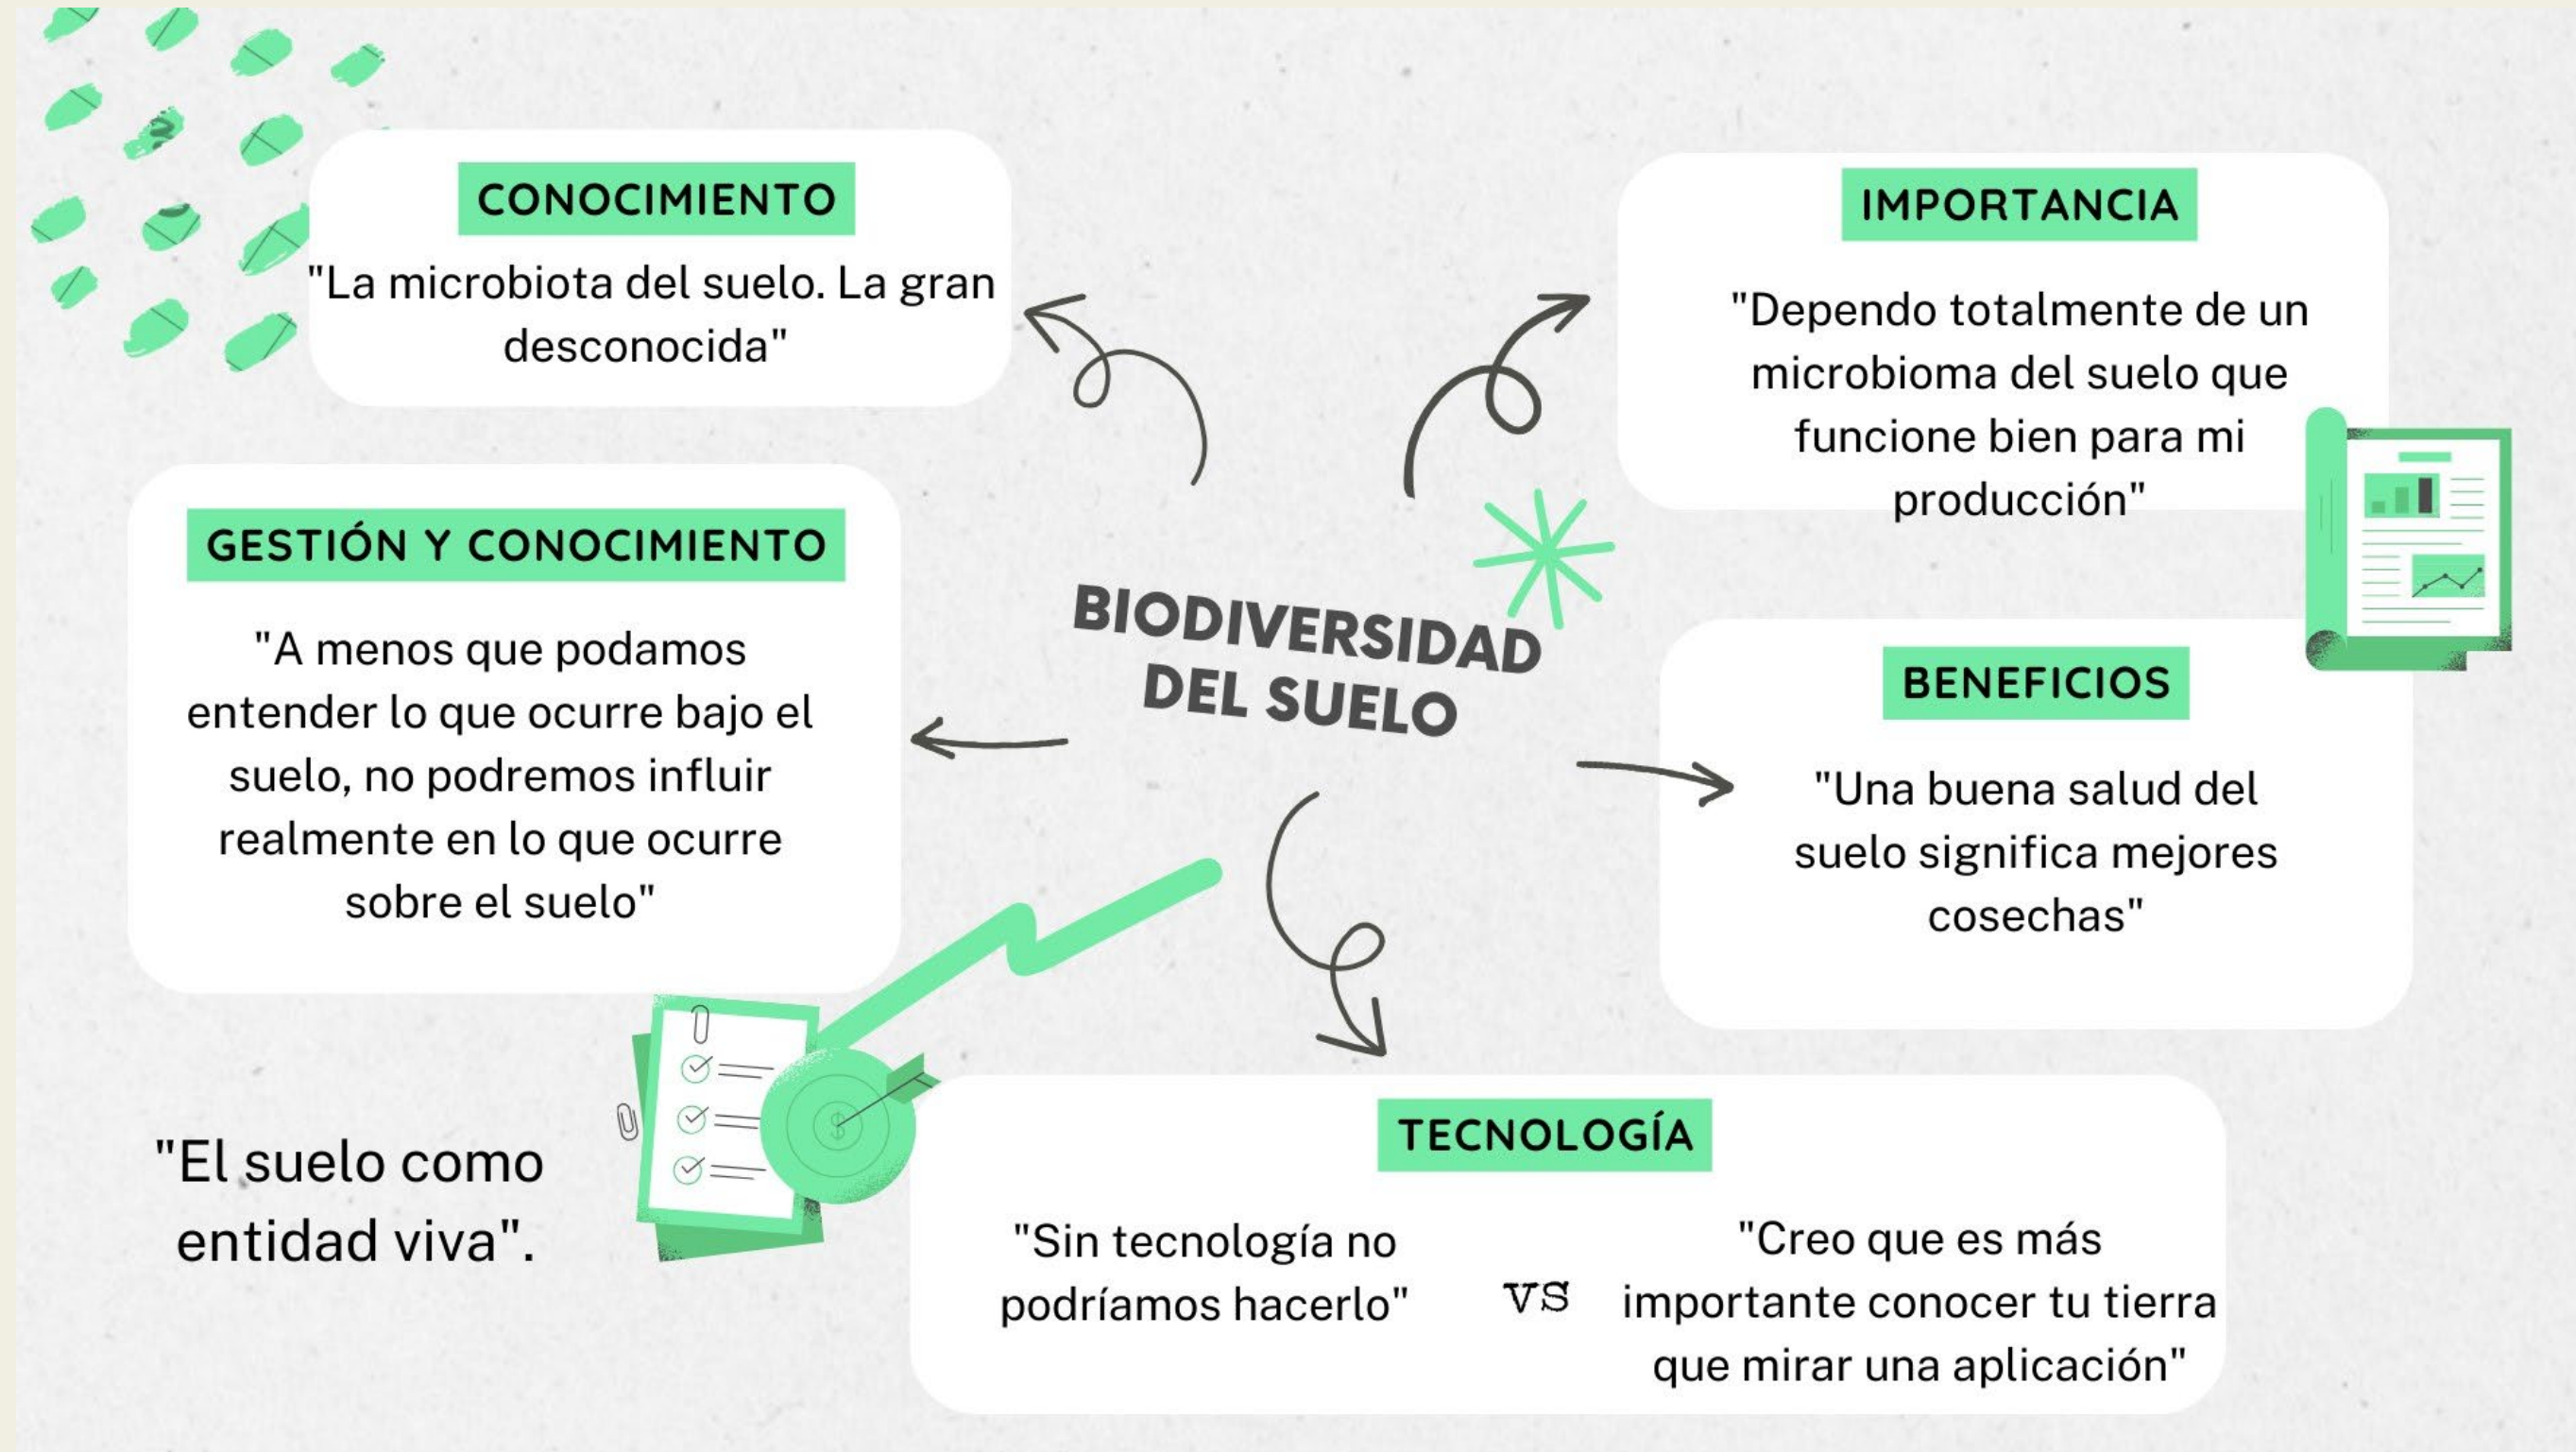 CONOCIMIENTO
"La microbiota del suelo. La gran
desconocida"
IMPORTANCIA
"Dependo totalmente de un
microbioma del suelo que
funcione bien para mi
producción"
GESTIÓN Y CONOCIMIENTO
"A menos que podamos
entender lo que ocurre bajo el
suelo, no podremos influir
realmente en lo que ocurre
sobre el suelo"
BIODIVERSIDAD
DEL SUELO
BENEFICIOS
"Una buena salud del
suelo significa mejores
cosechas"
"El suelo como
entidad viva".
TECNOLOGÍA
"Sin tecnología no
podríamos hacerlo"
vs
"Creo que es más
importante conocer tu tierra
que mirar una aplicación"